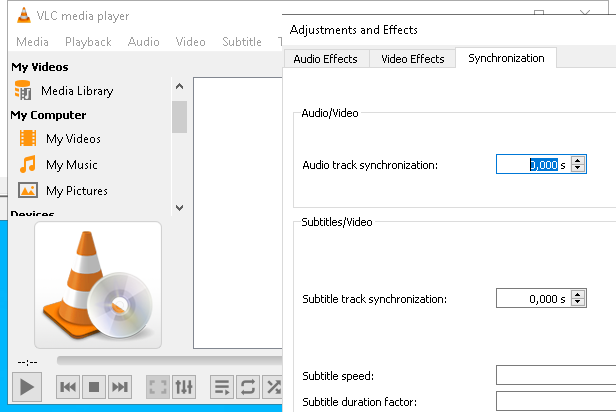 VLC media player
Media Playback Audio Video Subtitle
My Videos
Media Library
My Computer
My Videos
My Music
My Pictures
Devices
--:--
Adjustments and Effects
Audio Effects Video Effects Synchronization
Audio/Video
Audio track synchronization: 0,000 s
Subtitles/Video
Subtitle track synchronization: 0,000 s
Subtitle speed:
Subtitle duration factor: